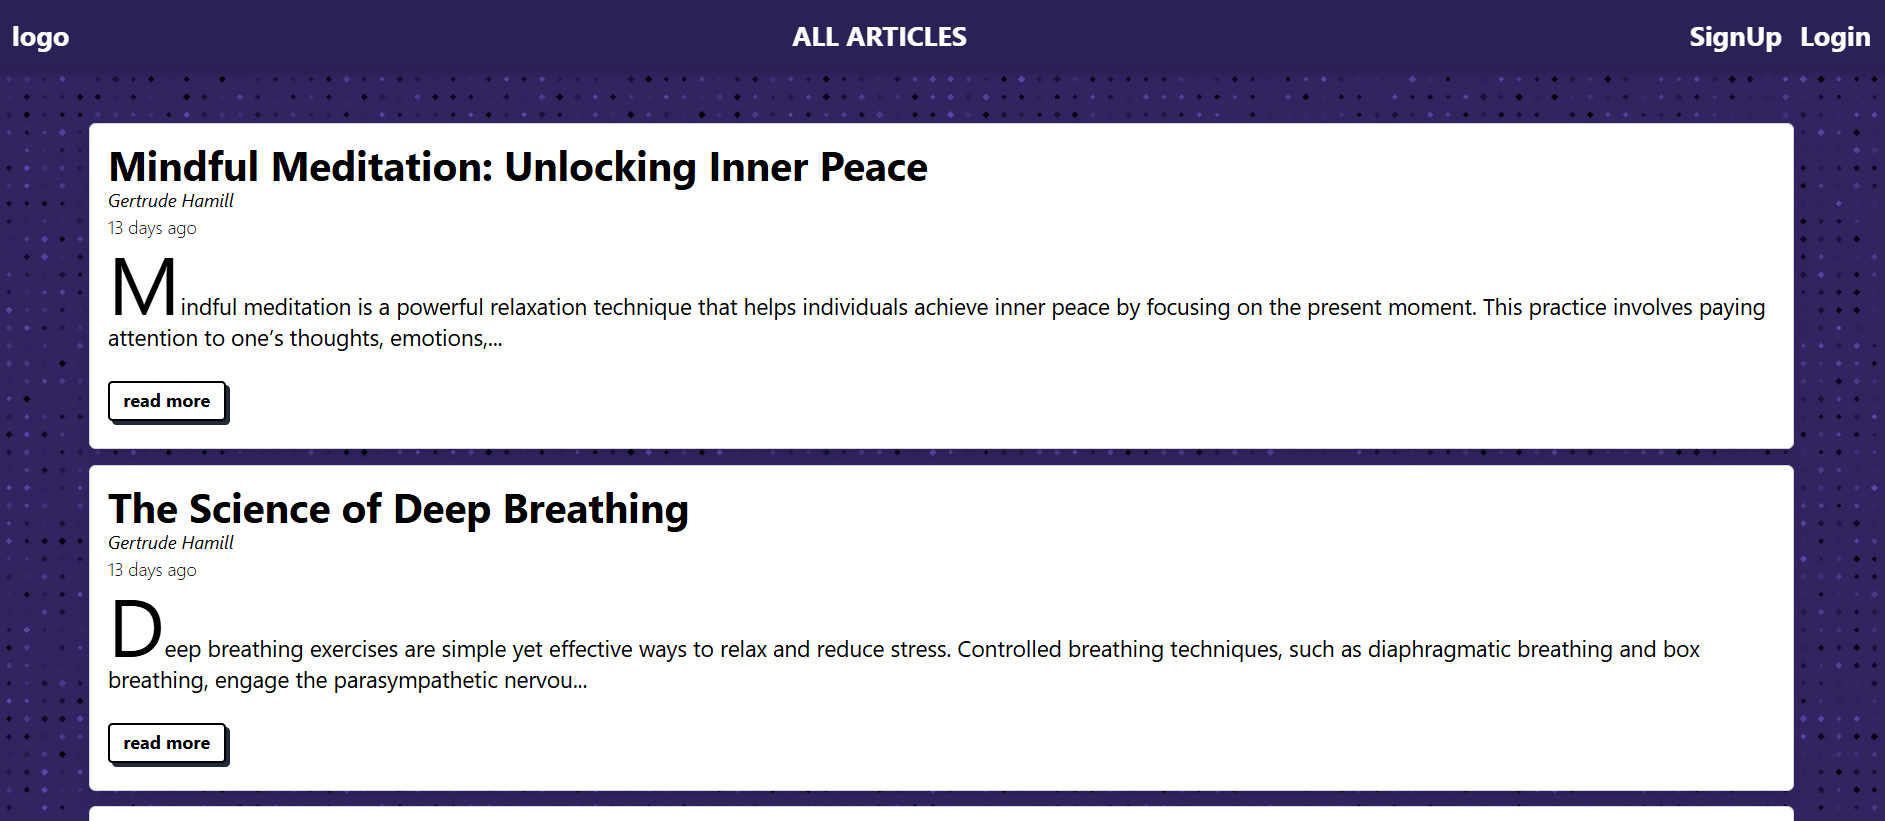 logo
ALL ARTICLES
SignUp Login
Mindful Meditation: Unlocking Inner Peace
Gertrude Hamill
13 days ago
Mindful meditation is a powerful relaxation technique that helps individuals achieve inner peace by focusing on the present moment. This practice involves paying
attention to one’s thoughts, emotions,...
read more
The Science of Deep Breathing
Gertrude Hamill
13 days ago
Deep breathing exercises are simple yet effective ways to relax and reduce stress. Controlled breathing techniques, such as diaphragmatic breathing and box
breathing, engage the parasympathetic nervou...
read more